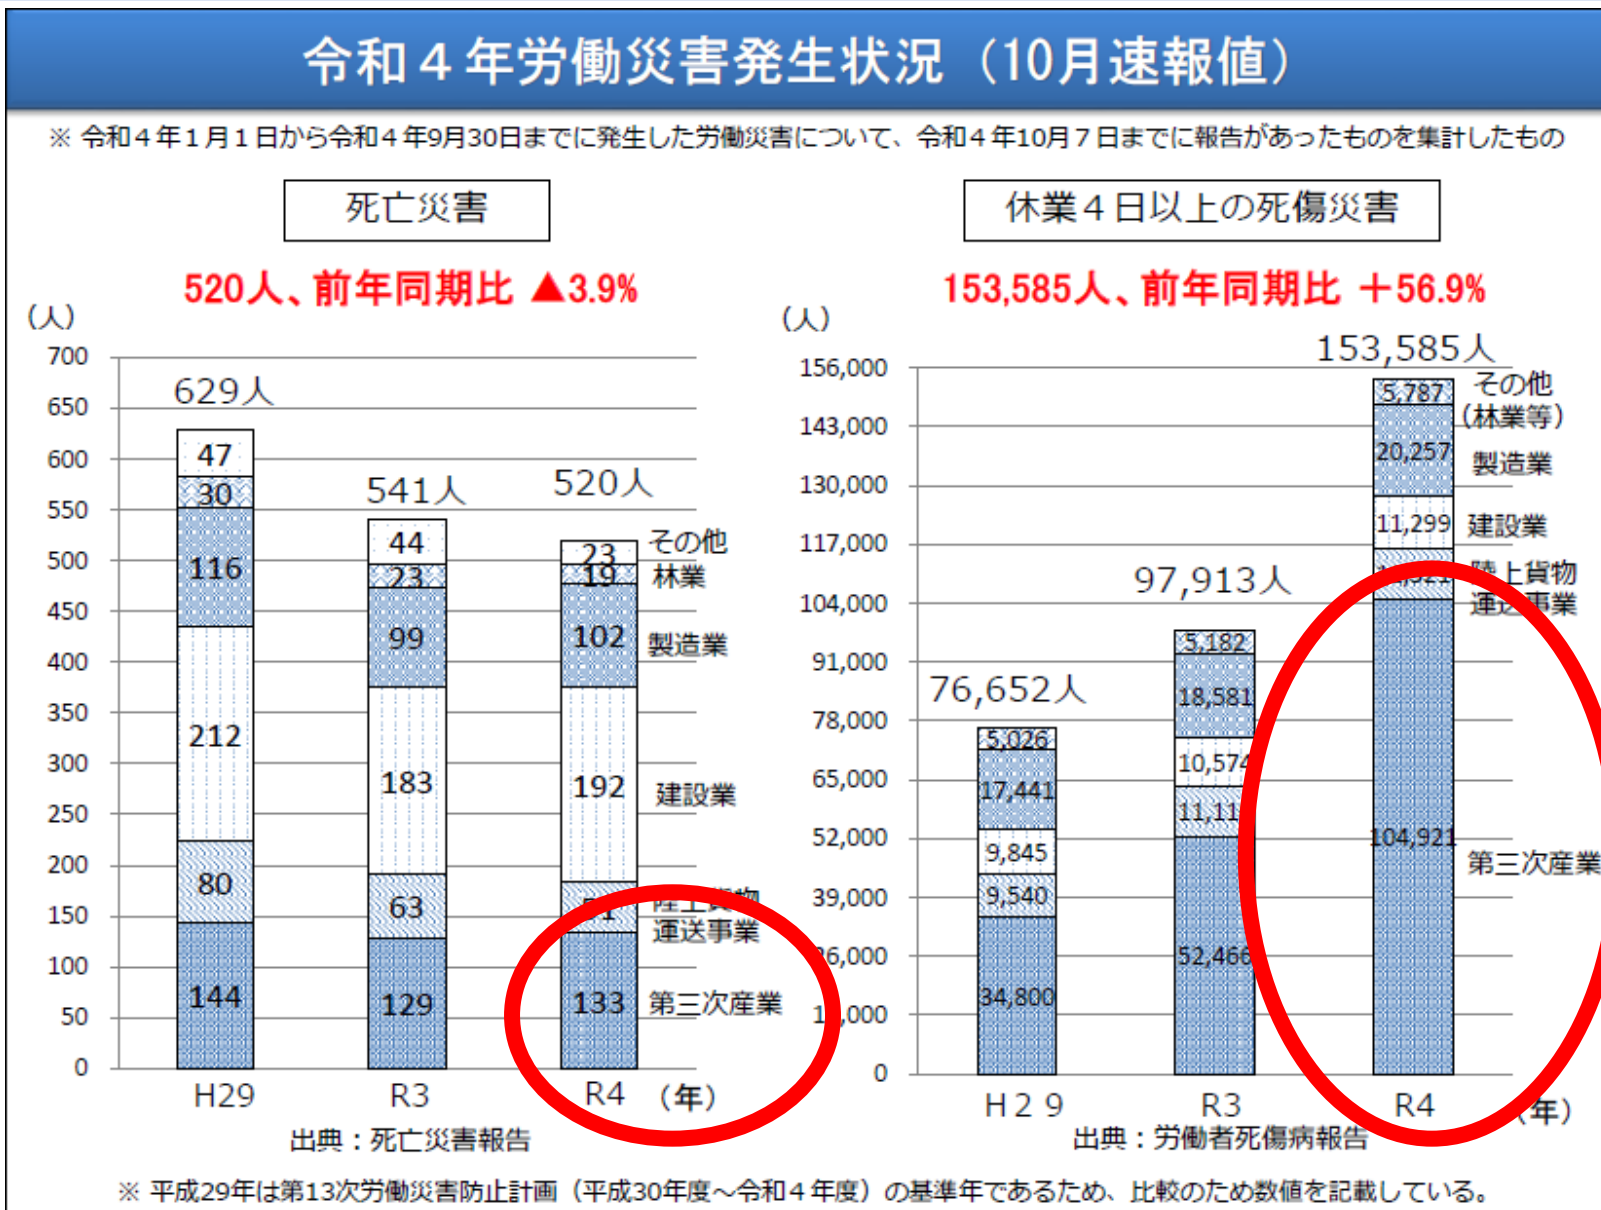 令和４年労働災害発生状況（10月速報値）
※ 令和４年１月１日から令和４年9月30日までに発生した労働災害について、令和４年10月７日までに報告があったものを集計したもの
死亡災害
520人、前年同期比 ▲3.9%
（人）
700
650
600
550
500
450
400
350
300
250
200
150
100
50
0
629人
47
30
116
212
80
144
541人
44
23
99
183
63
129
520人
23
19
102
192
133
その他
林業
製造業
建設業
陸上貨物
運送事業
第三次産業
H29
R3
R4
（年）
出典：死亡災害報告
休業４日以上の死傷災害
153,585人、前年同期比 ＋56.9%
（人）
156,000
143,000
130,000
117,000
104,000
91,000
78,000
65,000
52,000
39,000
0
76,652人
5,026
17,441
9,845
9,540
34,800
97,913人
5,182
18,581
10,574
52,466
153,585人
5,787
20,257
11,299
104,921
その他
（林業等）
製造業
建設業
陸上貨物
運送事業
第三次産業
Ｈ２９
R3
R4
（年）
出典：労働者死傷病報告
※ 平成29年は第13次労働災害防止計画（平成30年度～令和４年度）の基準年であるため、比較のため数値を記載している。